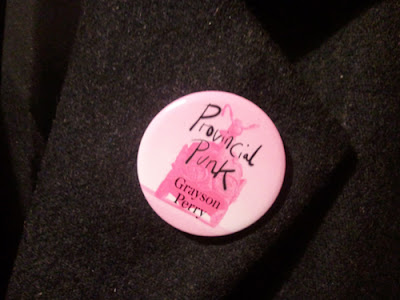 Provincial
Punk
Grayson
Perry